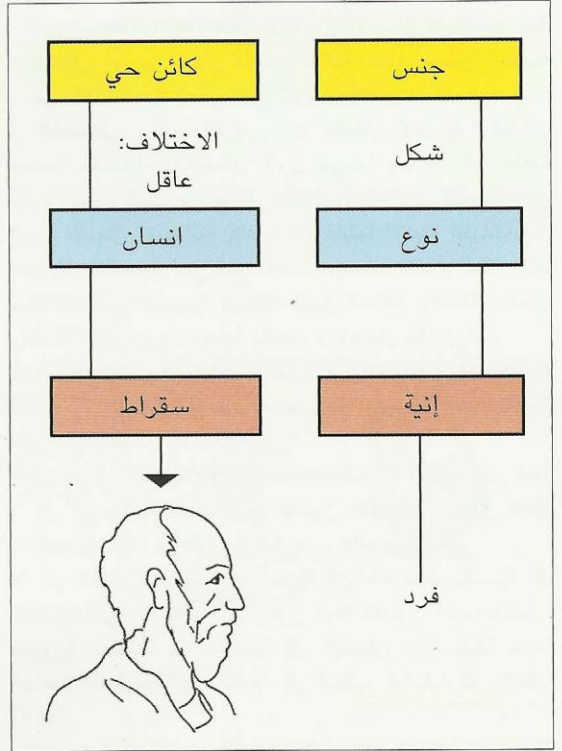 جنس
كائن حي
شكل
الاختلاف:
عاقل
نوع
انسان
إنية
سقراط
فرد